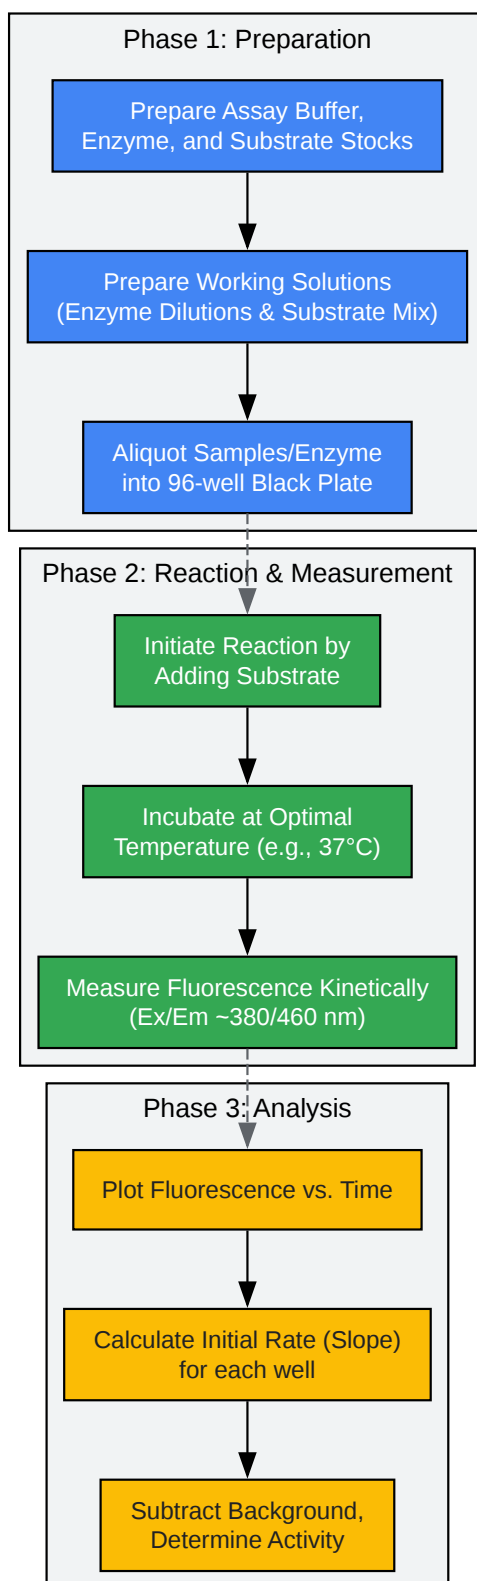 Phase 1: Preparation
Prepare Assay Buffer,
Enzyme, and Substrate Stocks
Prepare Working Solutions
(Enzyme Dilutions & Substrate Mix)
Aliquot Samples/Enzyme
into 96-well Black Plate
Phase 2: Reaction & Measurement
Initiate Reaction by
Adding Substrate
Incubate at Optimal
Temperature (e.g., 37°C)
Measure Fluorescence Kinetically
(Ex/Em ~380/460 nm)
Phase 3: Analysis
Plot Fluorescence vs. Time
Calculate Initial Rate (Slope)
for each well
Subtract Background,
Determine Activity